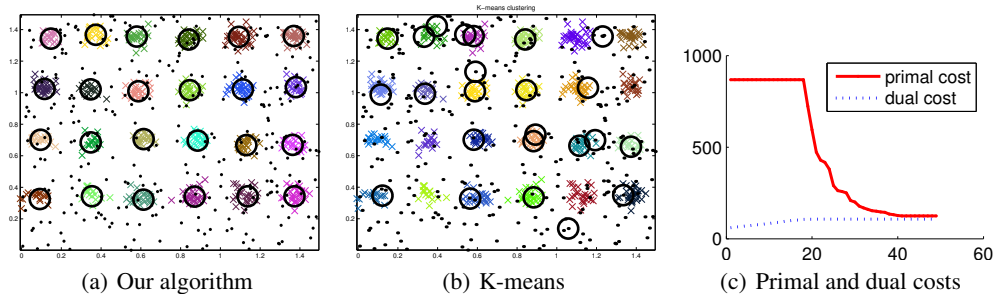 K-means clustering
1.4
1.2
1
0.8
0.6
0.4
0.2
0 0.2 0.4 0.6 0.8 1 1.2 1.4
1.4
1.2
1
0.8
0.6
0.4
0.2
0 0.2 0.4 0.6 0.8 1 1.2 1.4
1000
500
0
0 20 40 60
primal cost
dual cost
(a) Our algorithm
(b) K-means
(c) Primal and dual costs